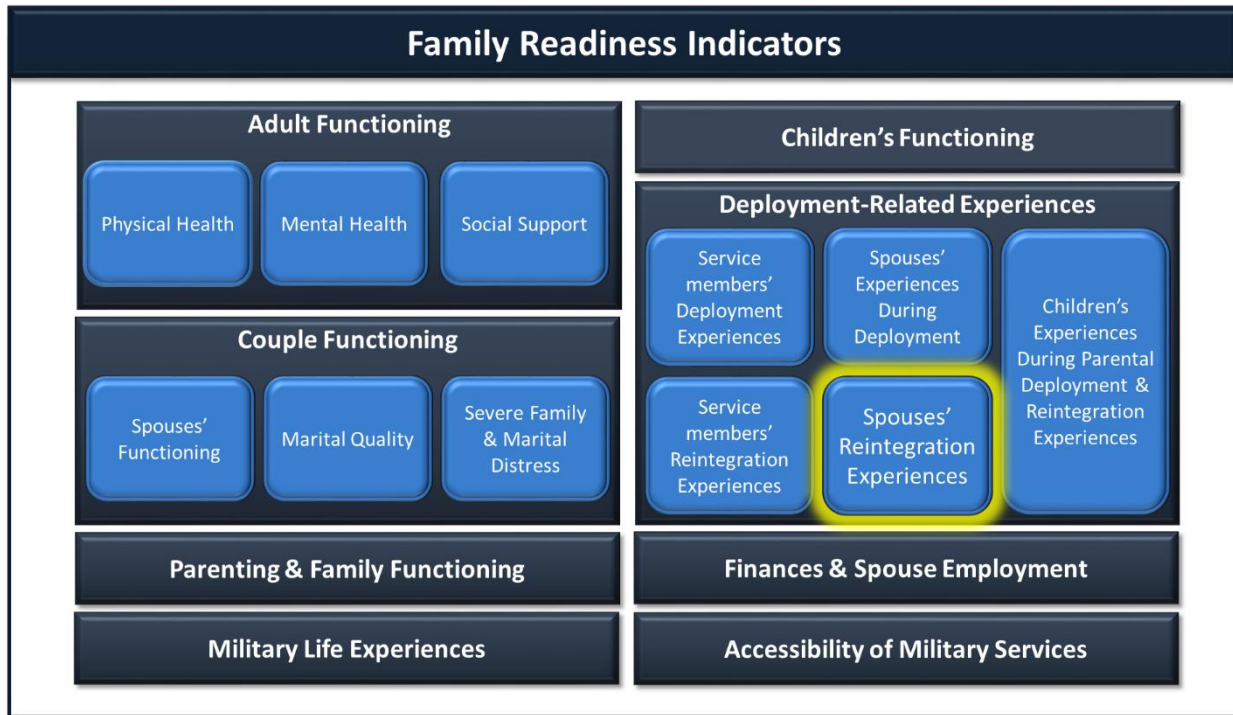 Family Readiness Indicators
Adult Functioning
Physical Health
Mental Health
Social Support
Couple Functioning
Spouses’
Functioning
Marital Quality
Severe Family
& Marital
Distress
Parenting & Family Functioning
Military Life Experiences
Children’s Functioning
Deployment-Related Experiences
Service
members’
Deployment
Experiences
Spouses’
Experiences
During
Deployment
Service
members’
Reintegration
Experiences
Spouses’
Reintegration
Experiences
Children’s
Experiences
During Parental
Deployment &
Reintegration
Experiences
Finances & Spouse Employment
Accessibility of Military Services